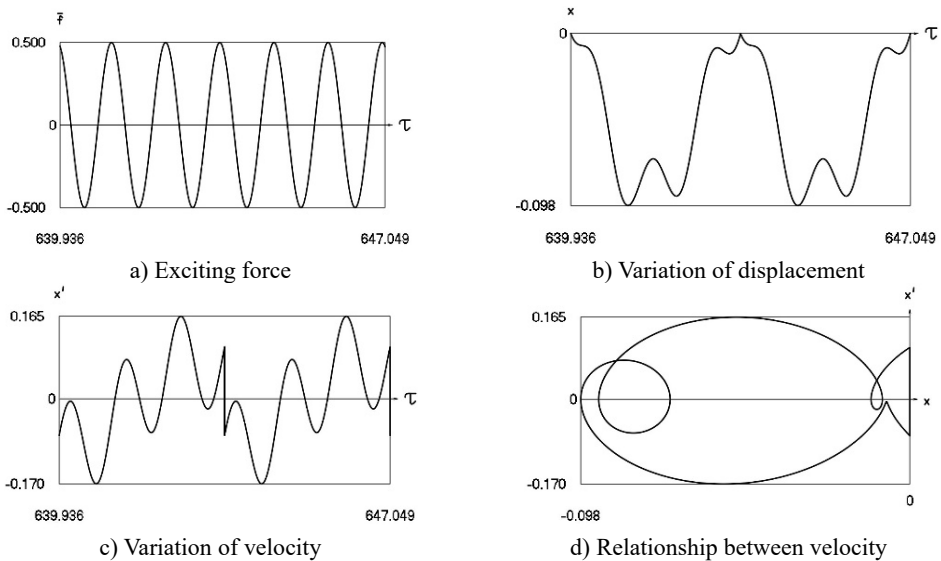 f̄
0.500
0
τ
-0.500
639.936
647.049
a) Exciting force
x
0
τ
-0.098
639.936
647.049
b) Variation of displacement
x'
0.165
0
τ
-0.170
639.936
647.049
c) Variation of velocity
x'
0.165
0
x
-0.170
0
-0.098
d) Relationship between velocity